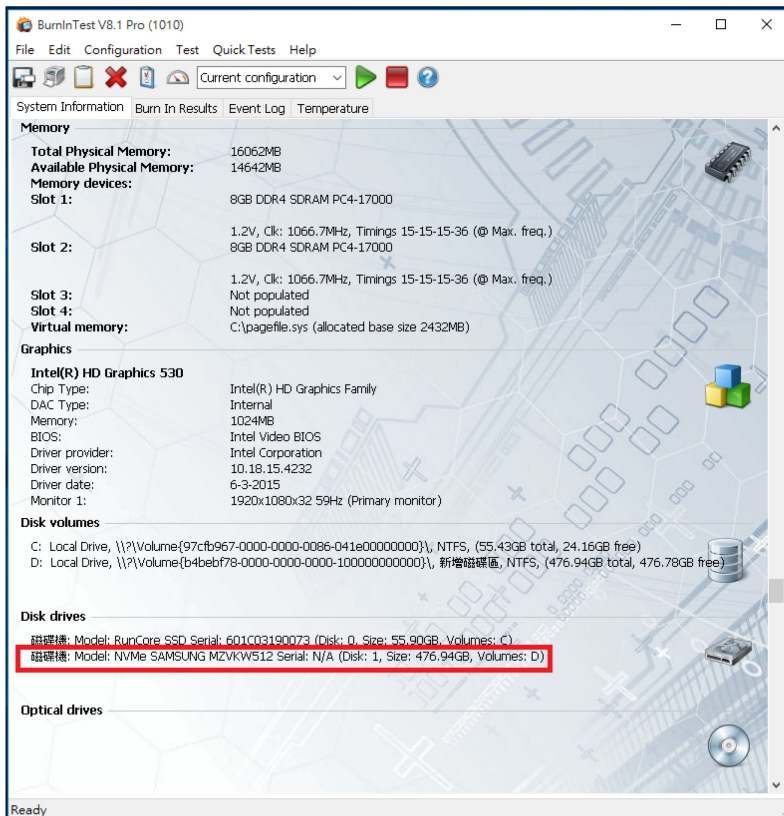 BurnInTest V8.1 Pro (1010)
File Edit Configuration Test Quick Tests Help
Current configuration
System Information Burn In Results Event Log Temperature
Memory
Total Physical Memory: 16062MB
Available Physical Memory: 14642MB
Memory devices:
Slot 1: 8GB DDR4 SDRAM PC4-17000
1.2V, Clk: 1066.7MHz, Timings 15-15-15-36 (@ Max. freq.)
Slot 2: 8GB DDR4 SDRAM PC4-17000
1.2V, Clk: 1066.7MHz, Timings 15-15-15-36 (@ Max. freq.)
Slot 3: Not populated
Slot 4: Not populated
Virtual memory: C:\pagefile.sys (allocated base size 2432MB)
Graphics
Intel(R) HD Graphics 530
Chip Type: Intel(R) HD Graphics Family
DAC Type: Internal
Memory: 1024MB
BIOS: Intel Video BIOS
Driver provider: Intel Corporation
Driver version: 10.18.15.4232
Driver date: 6-3-2015
Monitor 1: 1920x1080x32 59Hz (Primary monitor)
Disk volumes
C: Local Drive, \\?\Volume{97cfb967-0000-0000-0086-041e00000000}\, NTFS, (55.43GB total, 24.16GB free)
D: Local Drive, \\?\Volume{b4bebf78-0000-0000-0000-100000000000}\, 新增磁碟區, NTFS, (476.94GB total, 476.78GB free)
Disk drives
磁碟機: Model: RunCore SSD Serial: 601C03190073 (Disk: 0, Size: 55.90GB, Volumes: C)
磁碟機: Model: NVMe SAMSUNG MZVKW512 Serial: N/A (Disk: 1, Size: 476.94GB, Volumes: D)
Optical drives
Ready